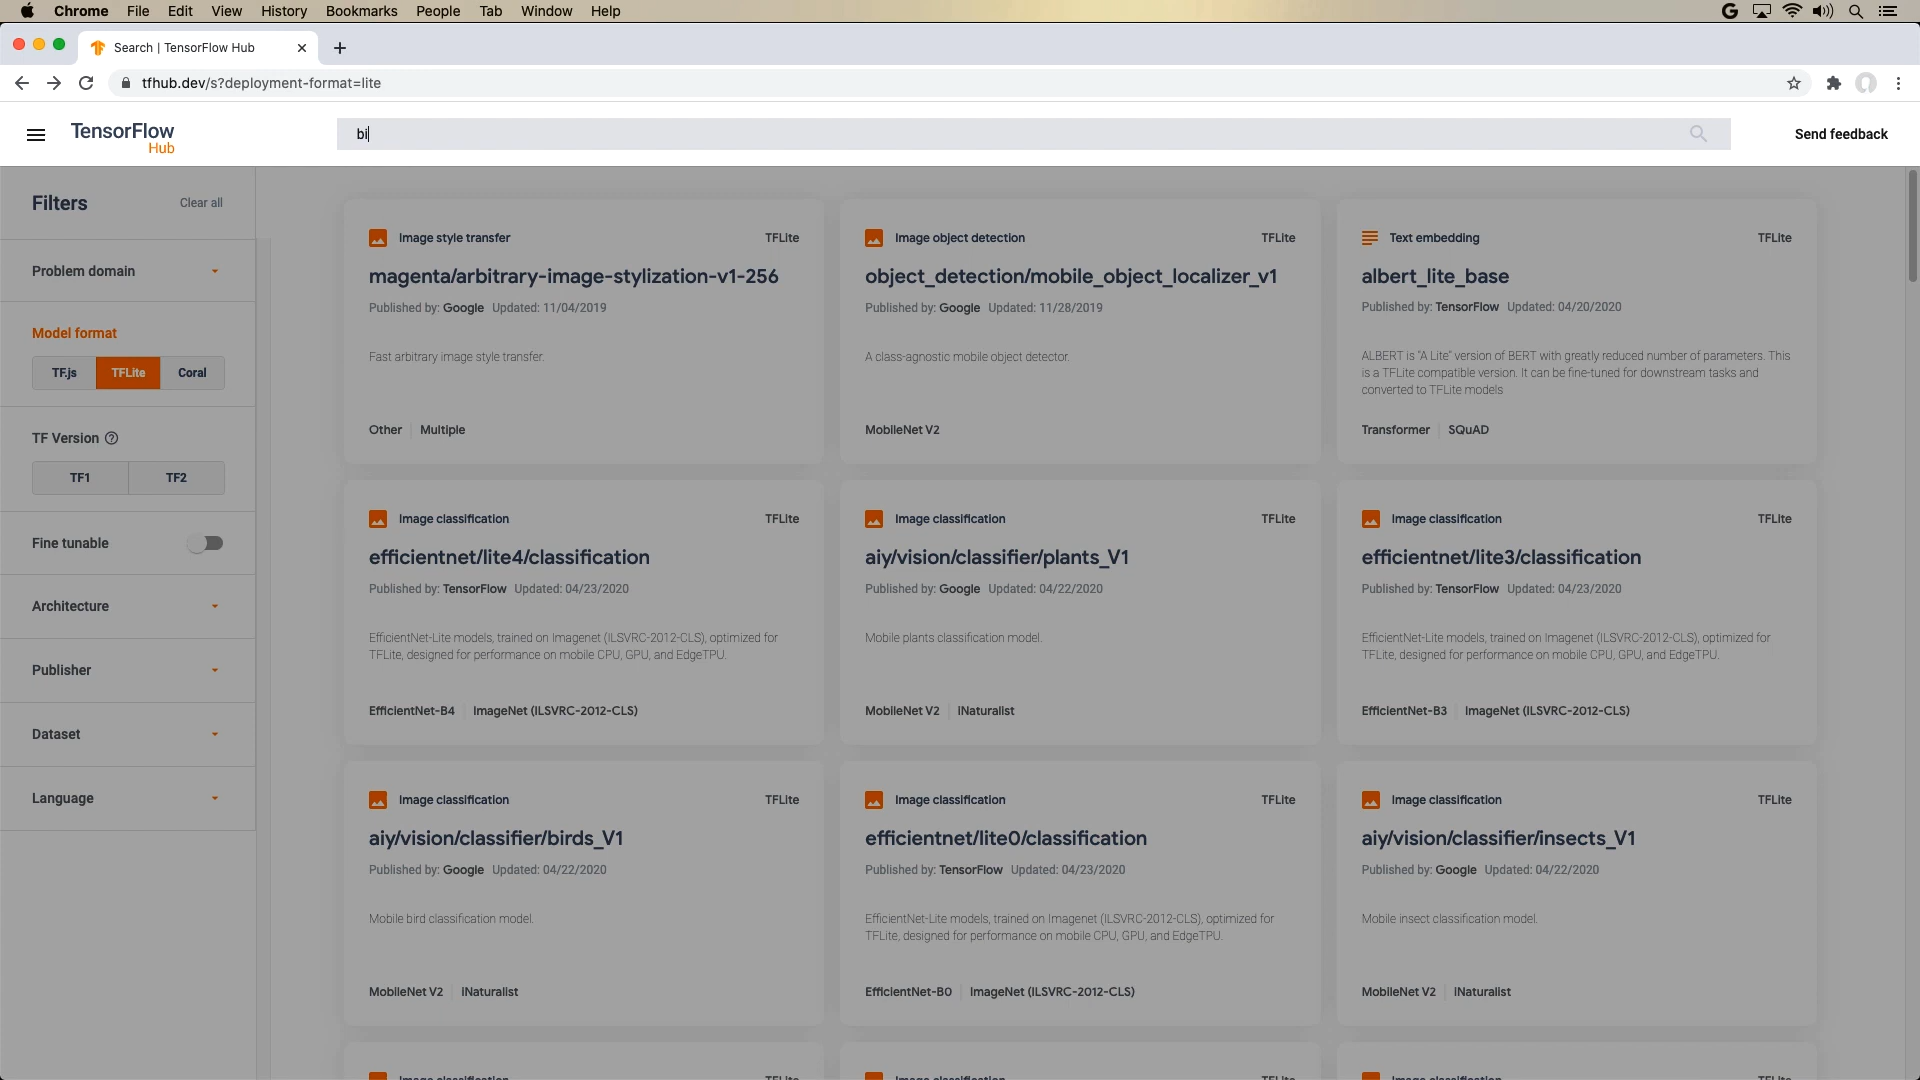 Chrome File Edit View History Bookmarks People Tab Window Help
Search | TensorFlow Hub
tfhub.dev/s?deployment-format=lite
TensorFlow
Hub
bi
Send feedback
Filters
Clear all
Problem domain
Model format
TF.js TFLite Coral
TF Version
TF1 TF2
Fine tunable
Architecture
Publisher
Dataset
Language
Image style transfer TFLite
magenta/arbitrary-image-stylization-v1-256
Published by: Google Updated: 11/04/2019
Fast arbitrary image style transfer.
Other Multiple
Image object detection TFLite
object_detection/mobile_object_localizer_v1
Published by: Google Updated: 11/28/2019
A class-agnostic mobile object detector.
MobileNet V2
Text embedding TFLite
albert_lite_base
Published by: TensorFlow Updated: 04/20/2020
ALBERT is "A Lite" version of BERT with greatly reduced number of parameters. This
is a TFLite compatible version. It can be fine-tuned for downstream tasks and
converted to TFLite models
Transformer SQuAD
Image classification TFLite
efficientnet/lite4/classification
Published by: TensorFlow Updated: 04/23/2020
EfficientNet-Lite models, trained on Imagenet (ILSVRC-2012-CLS), optimized for
TFLite, designed for performance on mobile CPU, GPU, and EdgeTPU.
EfficientNet-B4 ImageNet (ILSVRC-2012-CLS)
Image classification TFLite
aiy/vision/classifier/plants_V1
Published by: Google Updated: 04/22/2020
Mobile plants classification model.
MobileNet V2 iNaturalist
Image classification TFLite
efficientnet/lite3/classification
Published by: TensorFlow Updated: 04/23/2020
EfficientNet-Lite models, trained on Imagenet (ILSVRC-2012-CLS), optimized for
TFLite, designed for performance on mobile CPU, GPU, and EdgeTPU.
EfficientNet-B3 ImageNet (ILSVRC-2012-CLS)
Image classification TFLite
aiy/vision/classifier/birds_V1
Published by: Google Updated: 04/22/2020
Mobile bird classification model.
MobileNet V2 iNaturalist
Image classification TFLite
efficientnet/lite0/classification
Published by: TensorFlow Updated: 04/23/2020
EfficientNet-Lite models, trained on Imagenet (ILSVRC-2012-CLS), optimized for
TFLite, designed for performance on mobile CPU, GPU, and EdgeTPU.
EfficientNet-B0 ImageNet (ILSVRC-2012-CLS)
Image classification TFLite
aiy/vision/classifier/insects_V1
Published by: Google Updated: 04/22/2020
Mobile insect classification model.
MobileNet V2 iNaturalist
Image classification TFLite
Image classification TFLite
Image classification TFLite